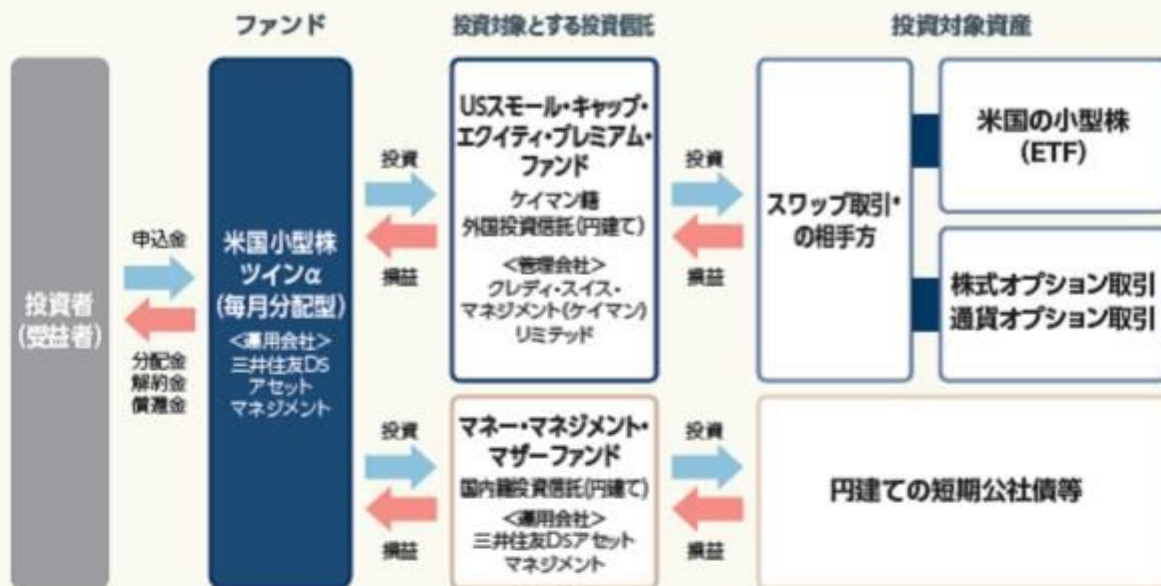 ファンド
投資対象とする投資信託
投資対象資産
投資者
(受益者)
申込金
分配金
解約金
償還金
米国小型株
ツインα
(毎月分配型)
<運用会社>
三井住友DS
アセット
マネジメント
投資
損益
USスモール・キャップ・
エクイティ・プレミアム・
ファンド
ケイマン籍
外国投資信託(円建て)
<管理会社>
クレディ・スイス・
マネジメント(ケイマン)
リミテッド
投資
損益
スワップ取引*
の相手方
米国の小型株
(ETF)
株式オプション取引
通貨オプション取引
投資
損益
マネー・マネジメント・
マザーファンド
国内籍投資信託(円建て)
<運用会社>
三井住友DSアセット
マネジメント
投資
損益
円建ての短期公社債等